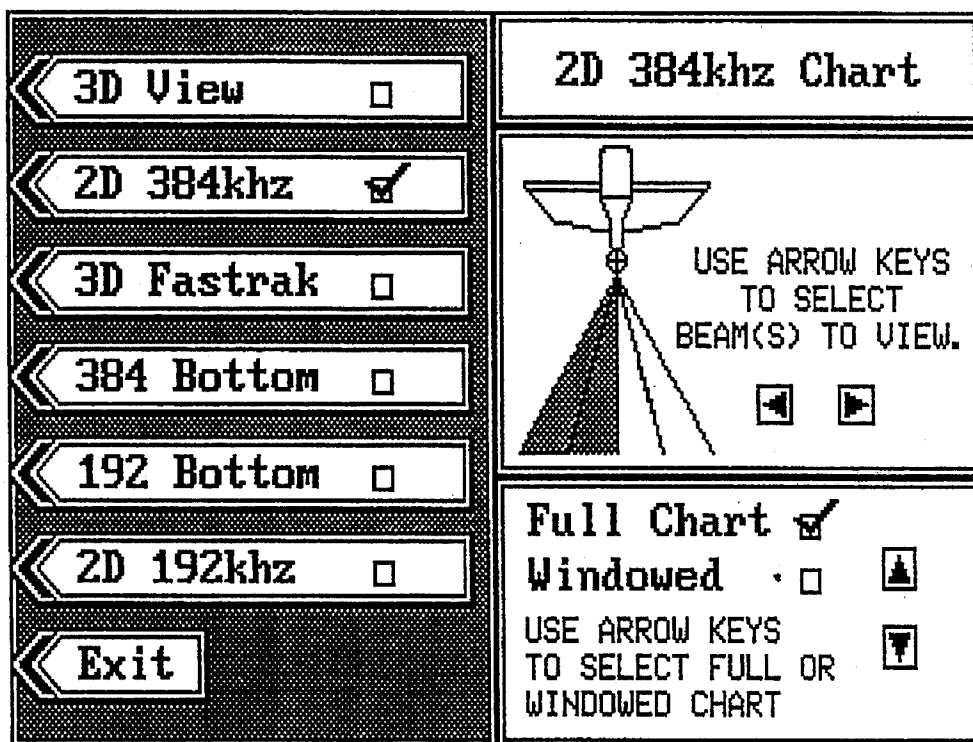 3D View
2D 384khz
3D Fastrak
384 Bottom
192 Bottom
2D 192khz
Exit
2D 384khz Chart
USE ARROW KEYS
TO SELECT
BEAM(S) TO VIEW.
Full Chart
Windowed
USE ARROW KEYS
TO SELECT FULL OR
WINDOWED CHART